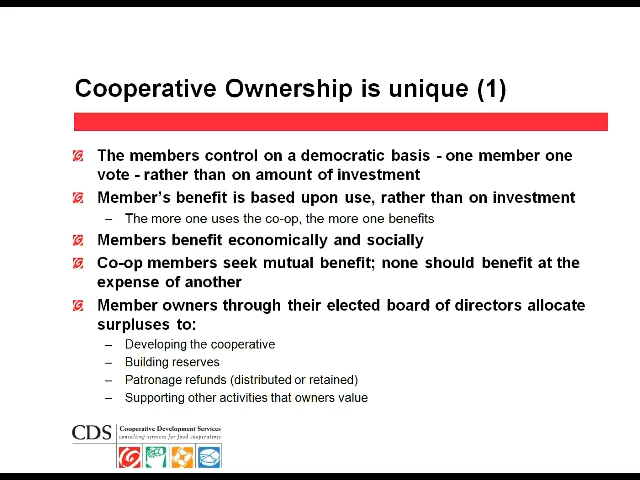 Cooperative Ownership is unique (1)
The members control on a democratic basis - one member one
vote - rather than on amount of investment
Member's benefit is based upon use, rather than on investment
– The more one uses the co-op, the more one benefits
Members benefit economically and socially
Co-op members seek mutual benefit; none should benefit at the
expense of another
Member owners through their elected board of directors allocate
surpluses to:
– Developing the cooperative
– Building reserves
– Patronage refunds (distributed or retained)
– Supporting other activities that owners value
CDS
Cooperative Development Services
consulting services for food cooperatives